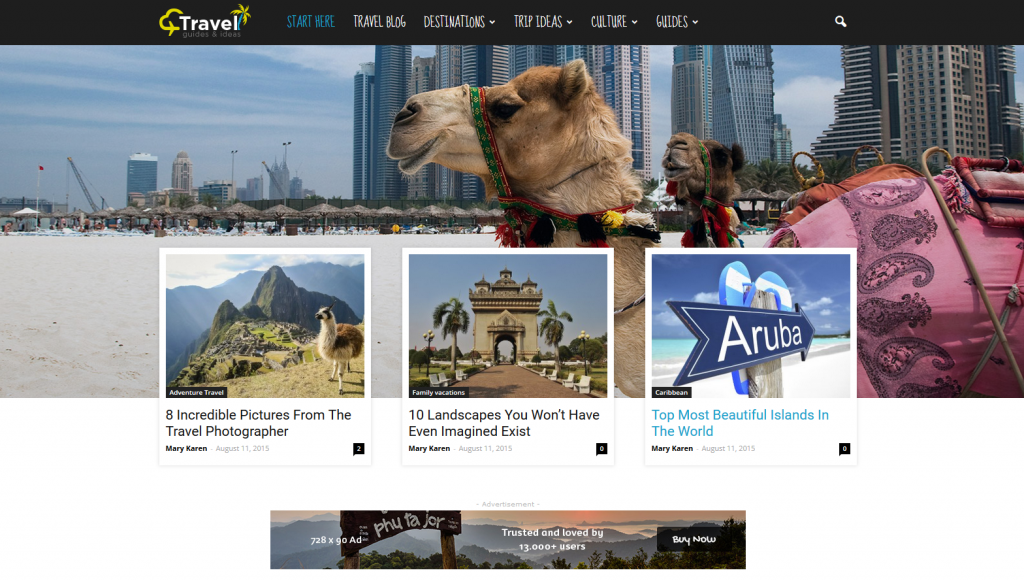 Travel
guides & ideas
START HERE TRAVEL BLOG DESTINATIONS TRIP IDEAS CULTURE GUIDES
Aruba
Adventure Travel
Family vacations
Caribbean
8 Incredible Pictures From The
Travel Photographer
Mary Karen - August 11, 2015 2
10 Landscapes You Won't Have
Even Imagined Exist
Mary Karen - August 11, 2015 0
Top Most Beautiful Islands In
The World
Mary Karen - August 11, 2015 0
- Advertisement -
phu ta jor
728 x 90 Ad
Trusted and loved by
13.000+ users
Buy Now